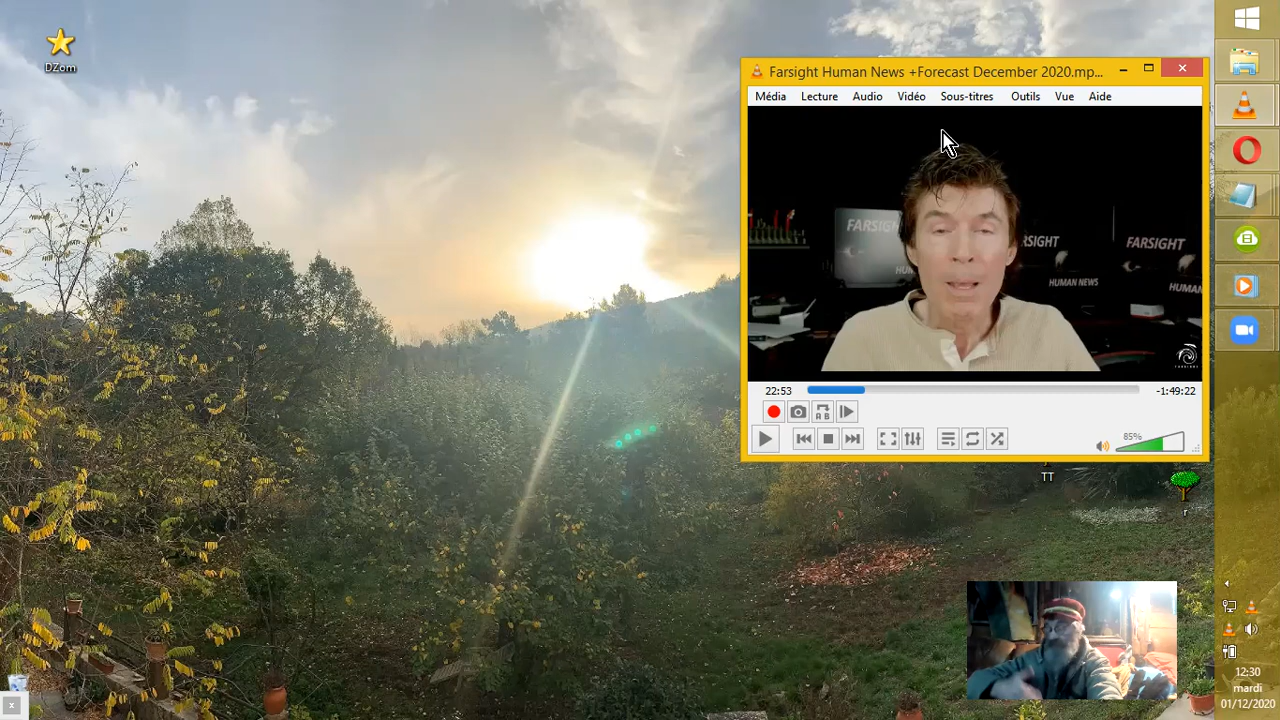 DZom
Farsight Human News +Forecast December 2020.mp...
Média Lecture Audio Vidéo Sous-titres Outils Vue Aide
FARSIGHT
HUMAN NEWS
FARSIGHT
HUMAN
22:53
-1:49:22
A B
85%
TT
r
12:30
mardi
01/12/2020
x